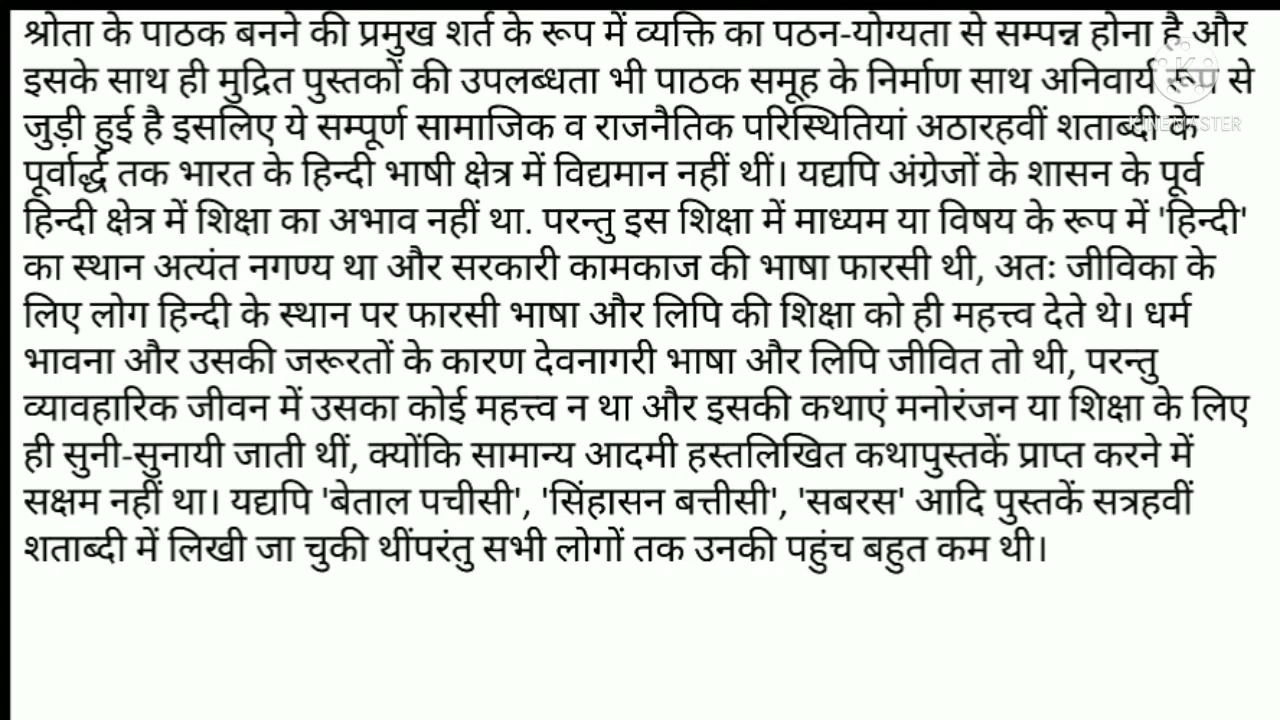 श्रोता के पाठक बनने की प्रमुख शर्त के रूप में व्यक्ति का पठन-योग्यता से सम्पन्न होना है और
इसके साथ ही मुद्रित पुस्तकों की उपलब्धता भी पाठक समूह के निर्माण साथ अनिवार्य रूप से
जुड़ी हुई है इसलिए ये सम्पूर्ण सामाजिक व राजनैतिक परिस्थितियां अठारहवीं शताब्दी के
KINEMASTER
पूर्वार्द्ध तक भारत के हिन्दी भाषी क्षेत्र में विद्यमान नहीं थीं। यद्यपि अंग्रेजों के शासन के पूर्व
हिन्दी क्षेत्र में शिक्षा का अभाव नहीं था. परन्तु इस शिक्षा में माध्यम या विषय के रूप में 'हिन्दी'
का स्थान अत्यंत नगण्य था और सरकारी कामकाज की भाषा फारसी थी, अतः जीविका के
लिए लोग हिन्दी के स्थान पर फारसी भाषा और लिपि की शिक्षा को ही महत्त्व देते थे। धर्म
भावना और उसकी जरूरतों के कारण देवनागरी भाषा और लिपि जीवित तो थी, परन्तु
व्यावहारिक जीवन में उसका कोई महत्त्व न था और इसकी कथाएं मनोरंजन या शिक्षा के लिए
ही सुनी-सुनायी जाती थीं, क्योंकि सामान्य आदमी हस्तलिखित कथापुस्तकें प्राप्त करने में
सक्षम नहीं था। यद्यपि 'बेताल पचीसी', 'सिंहासन बत्तीसी', 'सबरस' आदि पुस्तकें सत्रहवीं
शताब्दी में लिखी जा चुकी थींपरंतु सभी लोगों तक उनकी पहुंच बहुत कम थी।